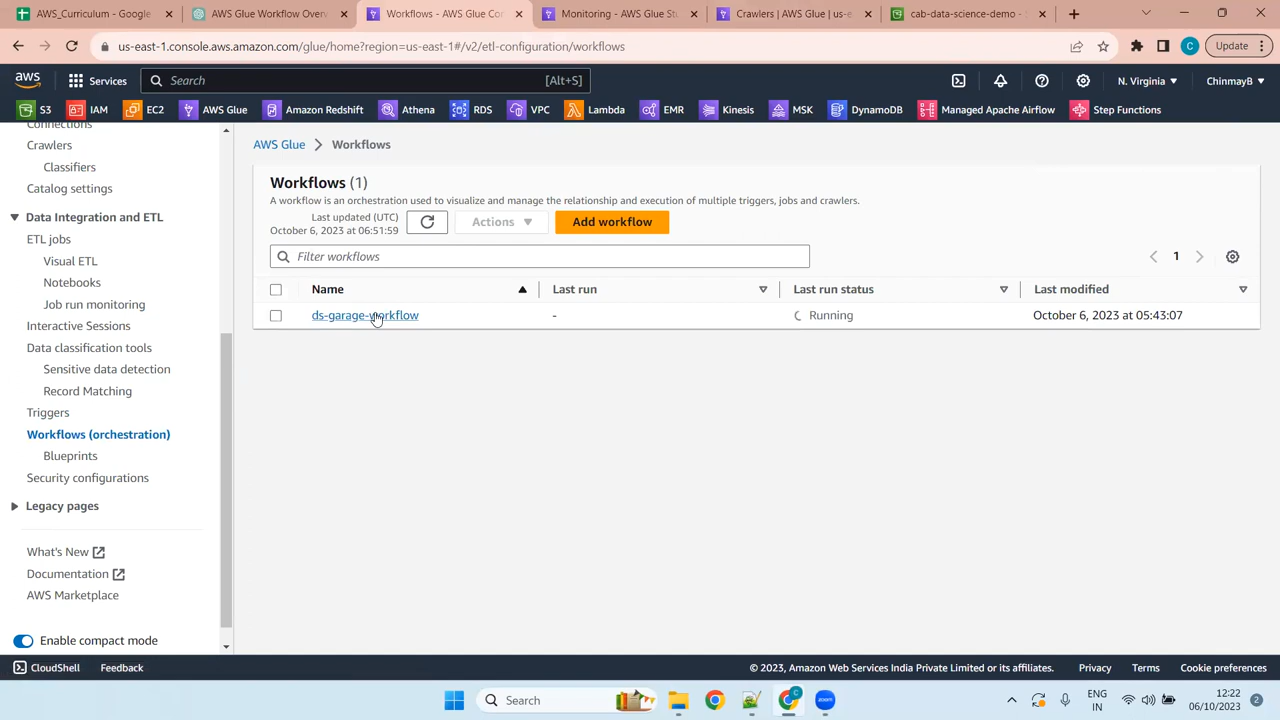 AWS_Curriculum - Google
AWS Glue Workflow Over
Workflows - AWS Glue Co
Monitoring - AWS Glue St
Crawlers | AWS Glue | us-e
cab-data-science-demo -
us-east-1.console.aws.amazon.com/glue/home?region=us-east-1#/v2/etl-configuration/workflows
C
Update
aws
Services
Search
[Alt+S]
N. Virginia
ChinmayB
S3
IAM
EC2
AWS Glue
Amazon Redshift
Athena
RDS
VPC
Lambda
EMR
Kinesis
MSK
DynamoDB
Managed Apache Airflow
Step Functions
Connections
Crawlers
Classifiers
Catalog settings
Data Integration and ETL
ETL jobs
Visual ETL
Notebooks
Job run monitoring
Interactive Sessions
Data classification tools
Sensitive data detection
Record Matching
Triggers
Workflows (orchestration)
Blueprints
Security configurations
Legacy pages
What's New
Documentation
AWS Marketplace
Enable compact mode
AWS Glue
Workflows
Workflows (1)
A workflow is an orchestration used to visualize and manage the relationship and execution of multiple triggers, jobs and crawlers.
Last updated (UTC)
October 6, 2023 at 06:51:59
Actions
Add workflow
Filter workflows
1
Name
Last run
Last run status
Last modified
ds-garage-workflow
-
Running
October 6, 2023 at 05:43:07
CloudShell
Feedback
© 2023, Amazon Web Services India Private Limited or its affiliates.
Privacy
Terms
Cookie preferences
Search
ENG
IN
12:22
06/10/2023
2